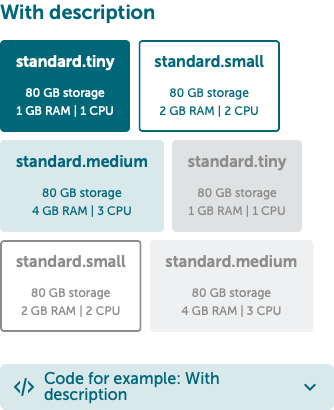 With description
standard.tiny
80 GB storage
1 GB RAM | 1 CPU
standard.small
80 GB storage
2 GB RAM | 2 CPU
standard.medium
80 GB storage
4 GB RAM | 3 CPU
standard.tiny
80 GB storage
1 GB RAM | 1 CPU
standard.small
80 GB storage
2 GB RAM | 2 CPU
standard.medium
80 GB storage
4 GB RAM | 3 CPU
</> Code for example: With
description